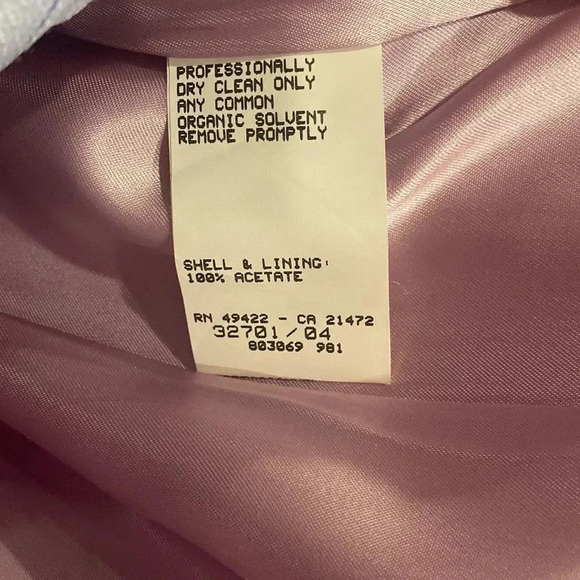 PROFESSIONALLY
DRY CLEAN ONLY
ANY COMMON
ORGANIC SOLVENT
REMOVE PROMPTLY
SHELL & LINING:
100% ACETATE
RN 49422 - CA 21472
32701/04
803069 981